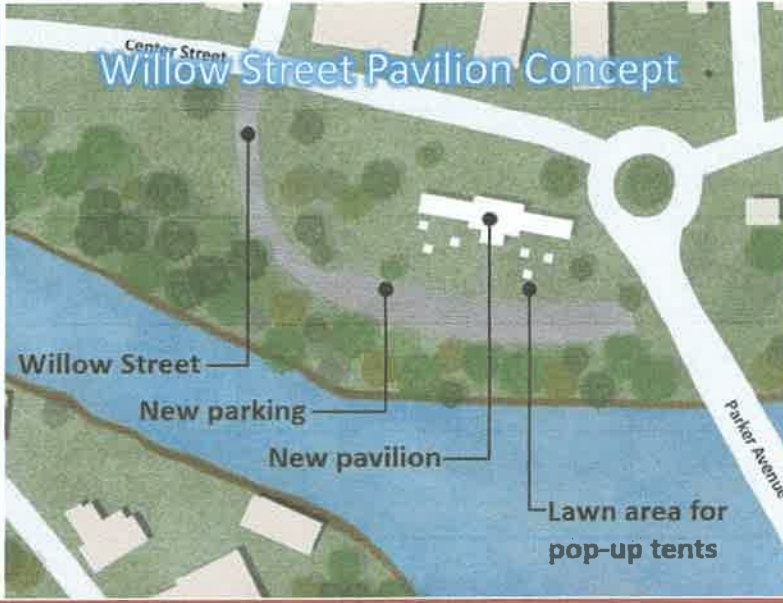 Center Street
Willow Street Pavilion Concept
Willow Street
New parking
New pavilion
Parker Avenue
Lawn area for
pop-up tents